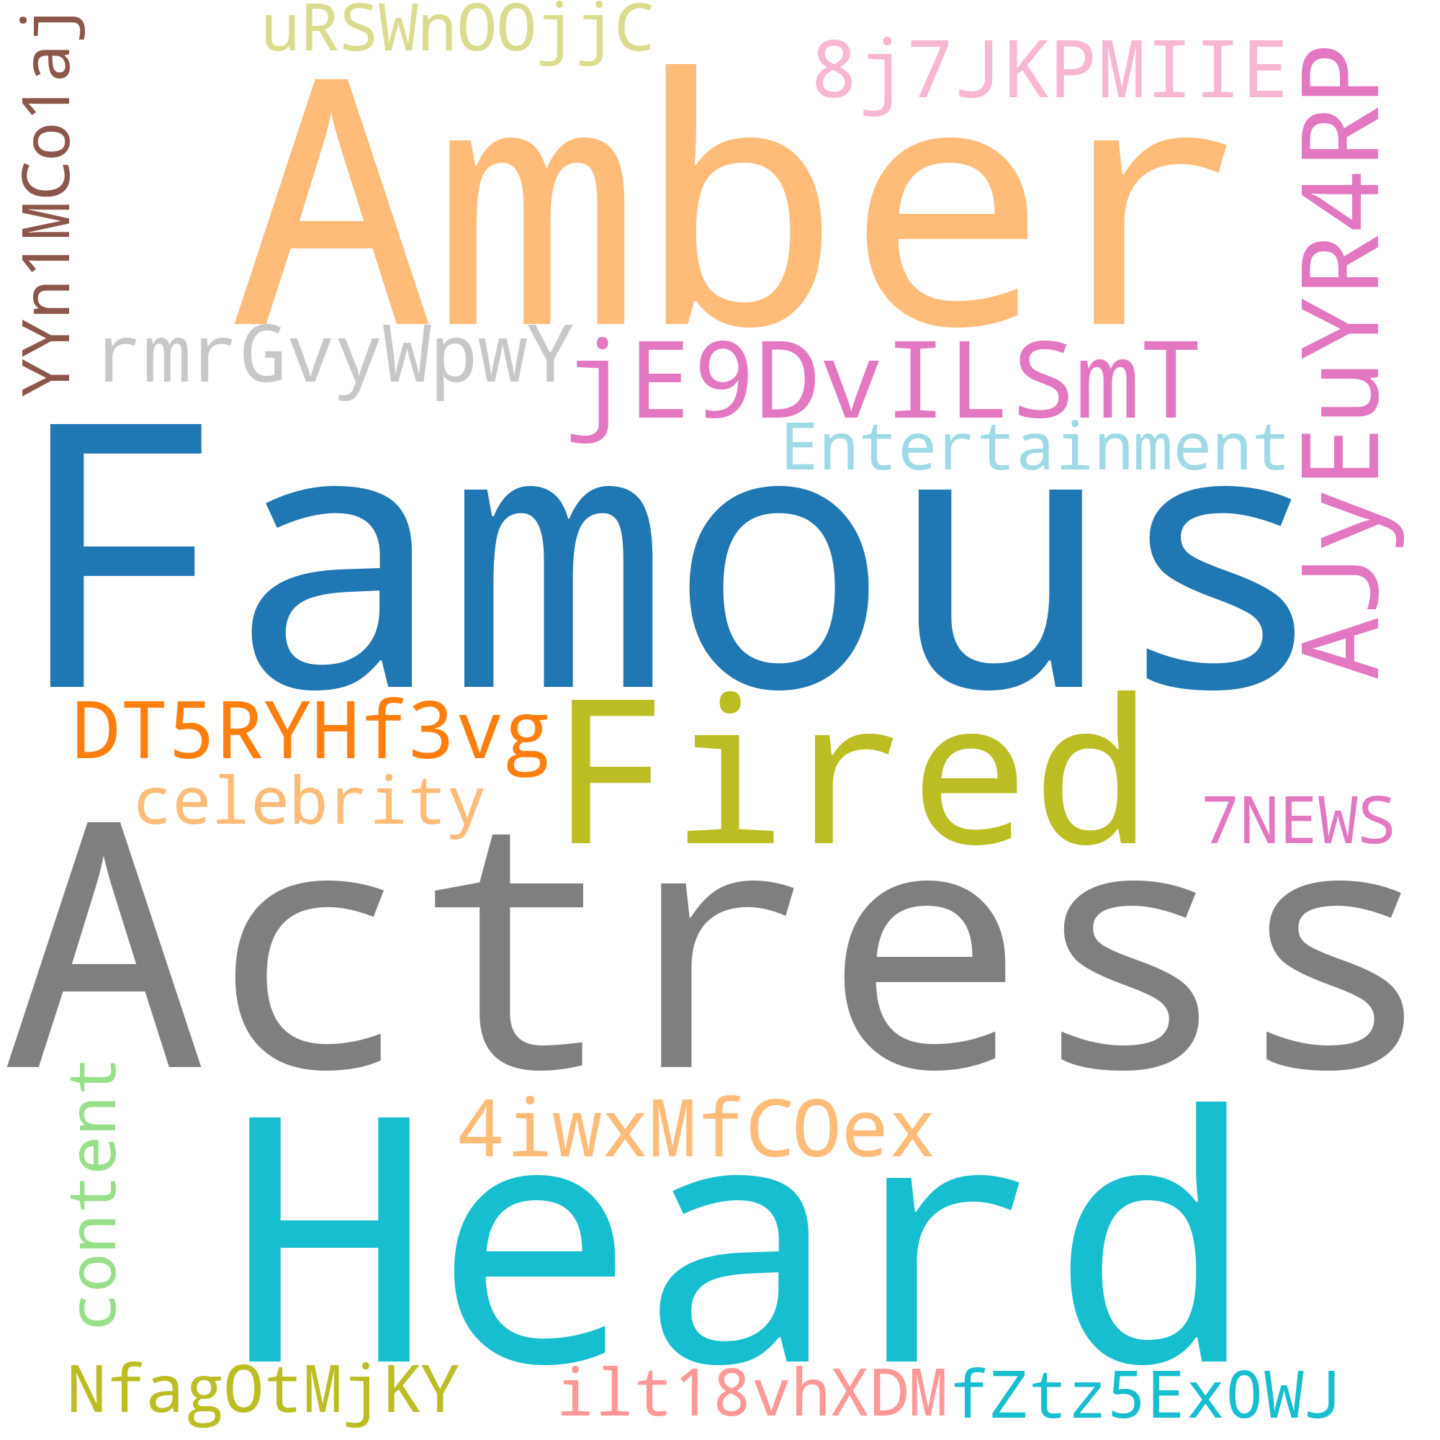 uRSWnOOjjC
8j7JKPMIIE
YYn1MCo1aj
Amber
AJyEuYR4RP
rmrGvyWpwY
jE9DvILSmT
Entertainment
Famous
DT5RYHf3vg
Fired
celebrity
7NEWS
Actress
content
4iwxMfCOex
Heard
NfagOtMjKY
ilt18vhXDM
fZtz5Ex0WJ